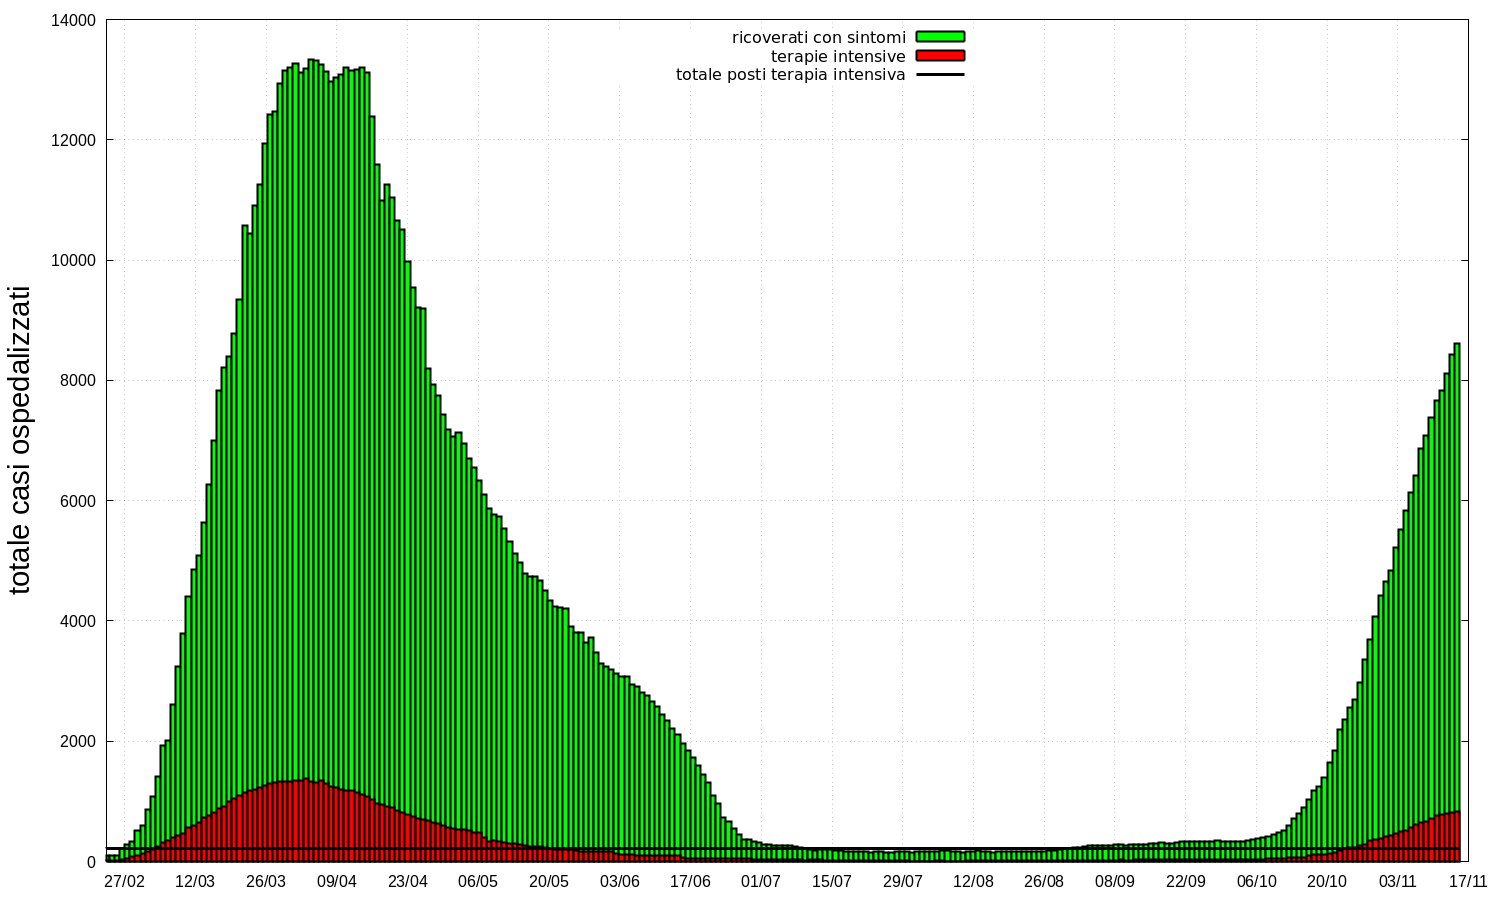 ricoverati con sintomi
terapie intensive
totale posti terapia intensiva
totale casi ospedalizzati
14000
12000
10000
8000
6000
4000
2000
0
27/02 12/03 26/03 09/04 23/04 06/05 20/05 03/06 17/06 01/07 15/07 29/07 12/08 26/08 08/09 22/09 06/10 20/10 03/11 17/11